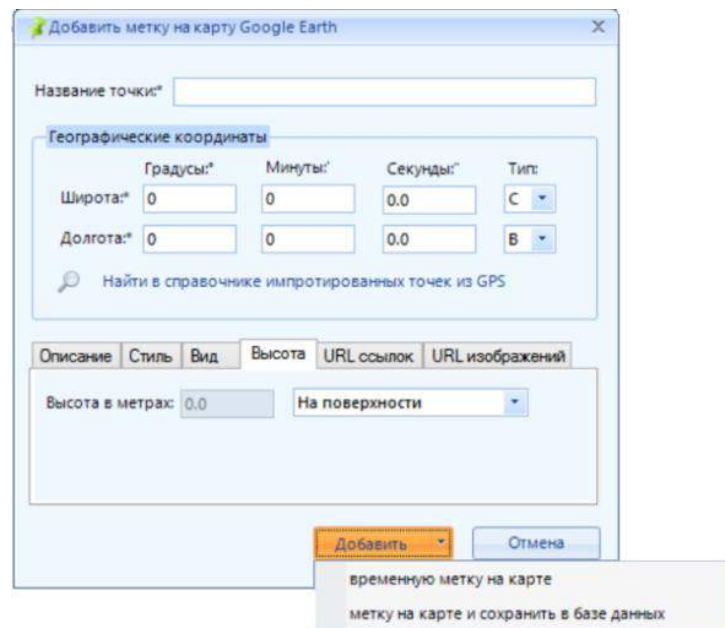 Добавить метку на карту Google Earth
Название точки:*
Географические координаты
Градусы:* Минуты:' Секунды:" Тип:
Широта:* 0 0 0.0 С
Долгота:* 0 0 0.0 В
Найти в справочнике импротированных точек из GPS
Описание Стиль Вид Высота URL ссылок URL изображений
Высота в метрах: 0.0 На поверхности
Добавить Отмена
временную метку на карте
метку на карте и сохранить в базе данных